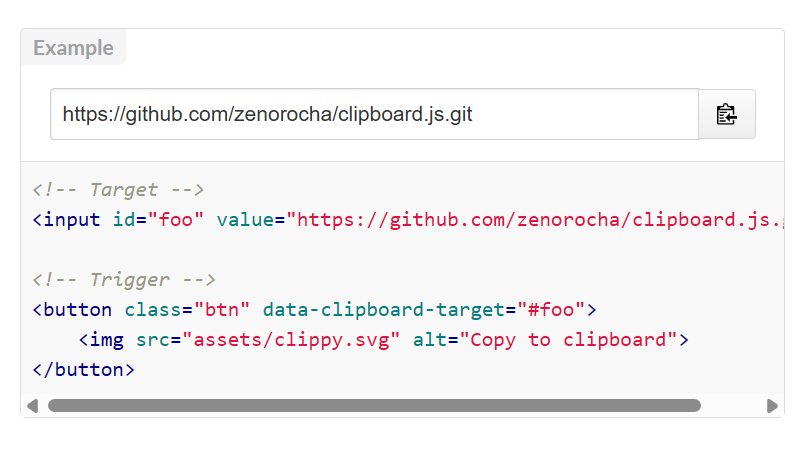 Example
https://github.com/zenorocha/clipboard.js.git
<!-- Target -->
<input id="foo" value="https://github.com/zenorocha/clipboard.js.
<!-- Trigger -->
<button class="btn" data-clipboard-target="#foo">
<img src="assets/clippy.svg" alt="Copy to clipboard">
</button>